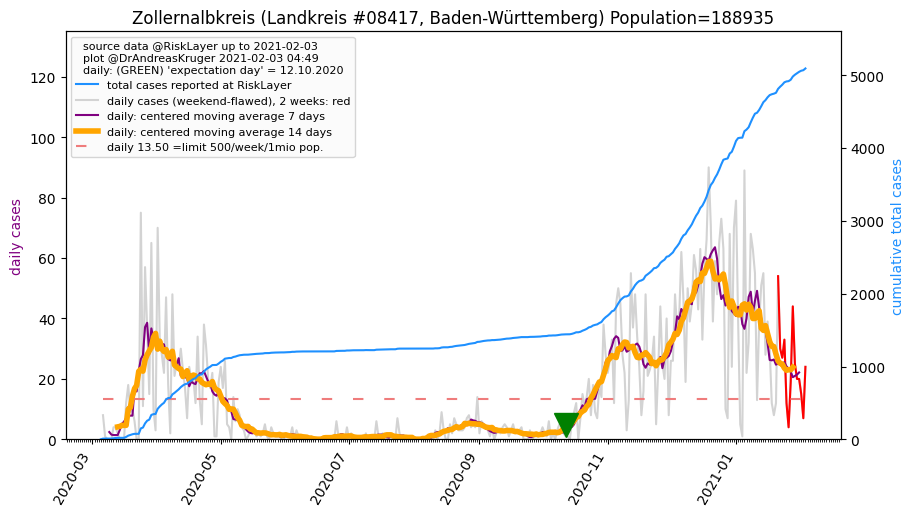 Zollernalbkreis (Landkreis #08417, Baden-Württemberg) Population=188935
source data @RiskLayer up to 2021-02-03
plot @DrAndreasKruger 2021-02-03 04:49
daily: (GREEN) 'expectation day' = 12.10.2020
total cases reported at RiskLayer
daily cases (weekend-flawed), 2 weeks: red
daily: centered moving average 7 days
daily: centered moving average 14 days
daily 13.50 =limit 500/week/1mio pop.
daily cases
120
100
80
60
40
20
0
5000
4000
3000
2000
1000
0
cumulative total cases
2020-03
2020-05
2020-07
2020-09
2020-11
2021-01